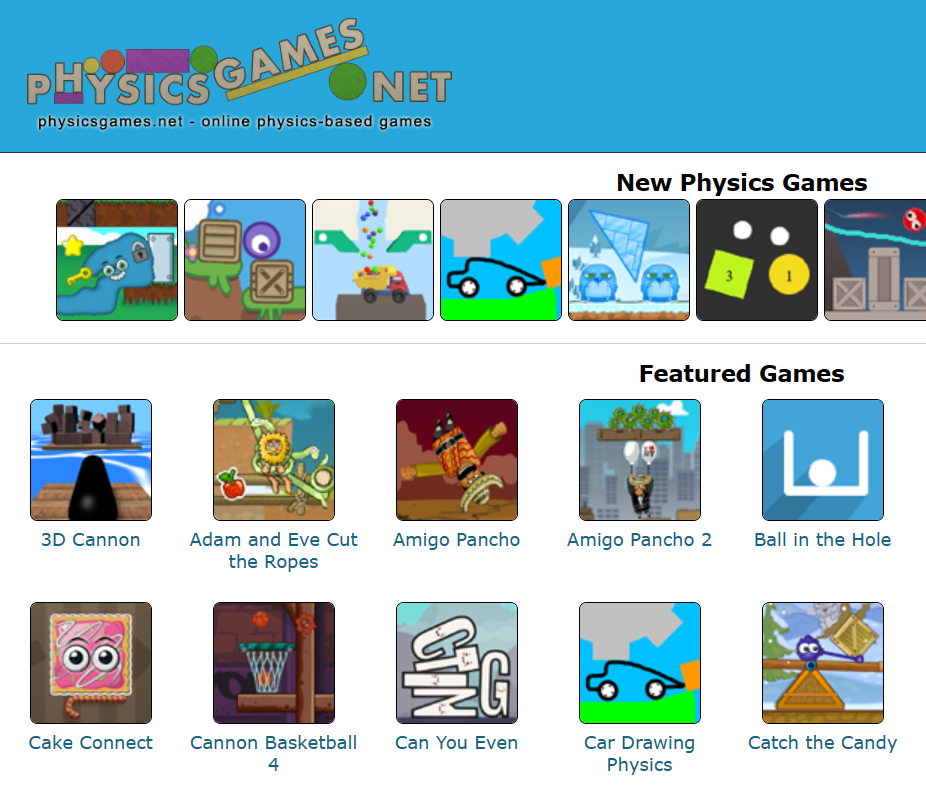 PHYSICSGAMES.NET
physicsgames.net - online physics-based games
New Physics Games
3
1
Featured Games
3D Cannon
Adam and Eve Cut
the Ropes
Amigo Pancho
Amigo Pancho 2
Ball in the Hole
Cake Connect
Cannon Basketball
4
Can You Even
Car Drawing
Physics
Catch the Candy